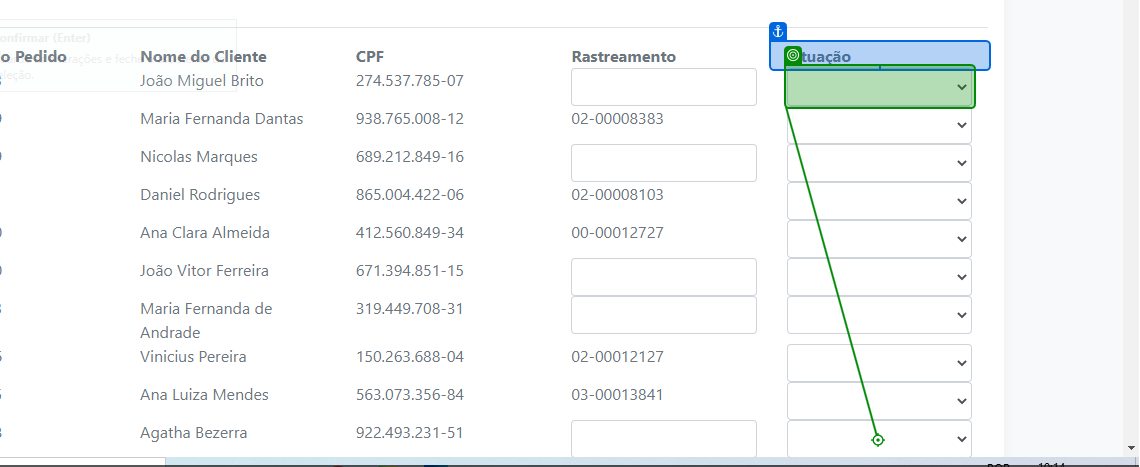 onfirmar (Enter)
o Pedido Nome do Cliente CPF Rastreamento tuação
João Miguel Brito 274.537.785-07
Maria Fernanda Dantas 938.765.008-12 02-00008383
Nicolas Marques 689.212.849-16
Daniel Rodrigues 865.004.422-06 02-00008103
Ana Clara Almeida 412.560.849-34 00-00012727
João Vitor Ferreira 671.394.851-15
Maria Fernanda de 319.449.708-31
Andrade
Vinicius Pereira 150.263.688-04 02-00012127
Ana Luiza Mendes 563.073.356-84 03-00013841
Agatha Bezerra 922.493.231-51